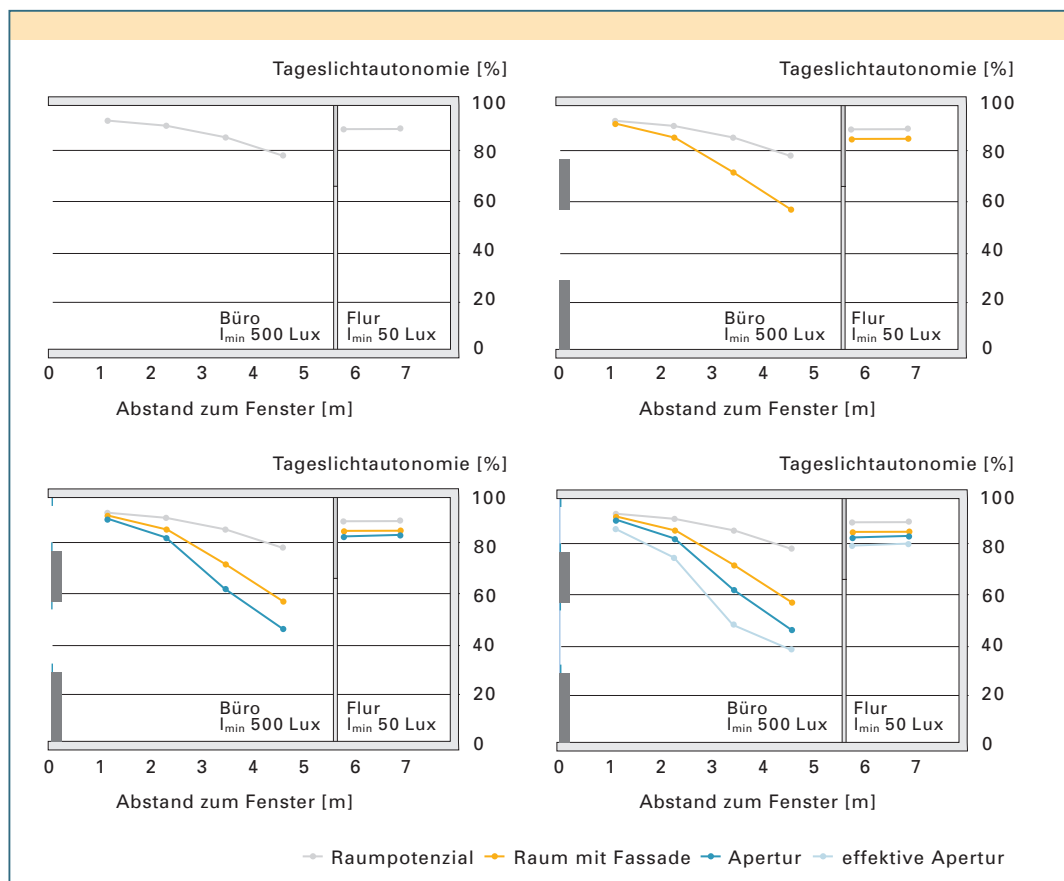 Tageslichtautonomie [%]
100
80
60
40
20
0
Büro
Imin 500 Lux
Flur
Imin 50 Lux
0 1 2 3 4 5 6 7
Abstand zum Fenster [m]
Tageslichtautonomie [%]
100
80
60
40
20
0
Büro
Imin 500 Lux
Flur
Imin 50 Lux
0 1 2 3 4 5 6 7
Abstand zum Fenster [m]
Tageslichtautonomie [%]
100
80
60
40
20
0
Büro
Imin 500 Lux
Flur
Imin 50 Lux
0 1 2 3 4 5 6 7
Abstand zum Fenster [m]
Tageslichtautonomie [%]
100
80
60
40
20
0
Büro
Imin 500 Lux
Flur
Imin 50 Lux
0 1 2 3 4 5 6 7
Abstand zum Fenster [m]
Raumpotenzial Raum mit Fassade Apertur effektive Apertur